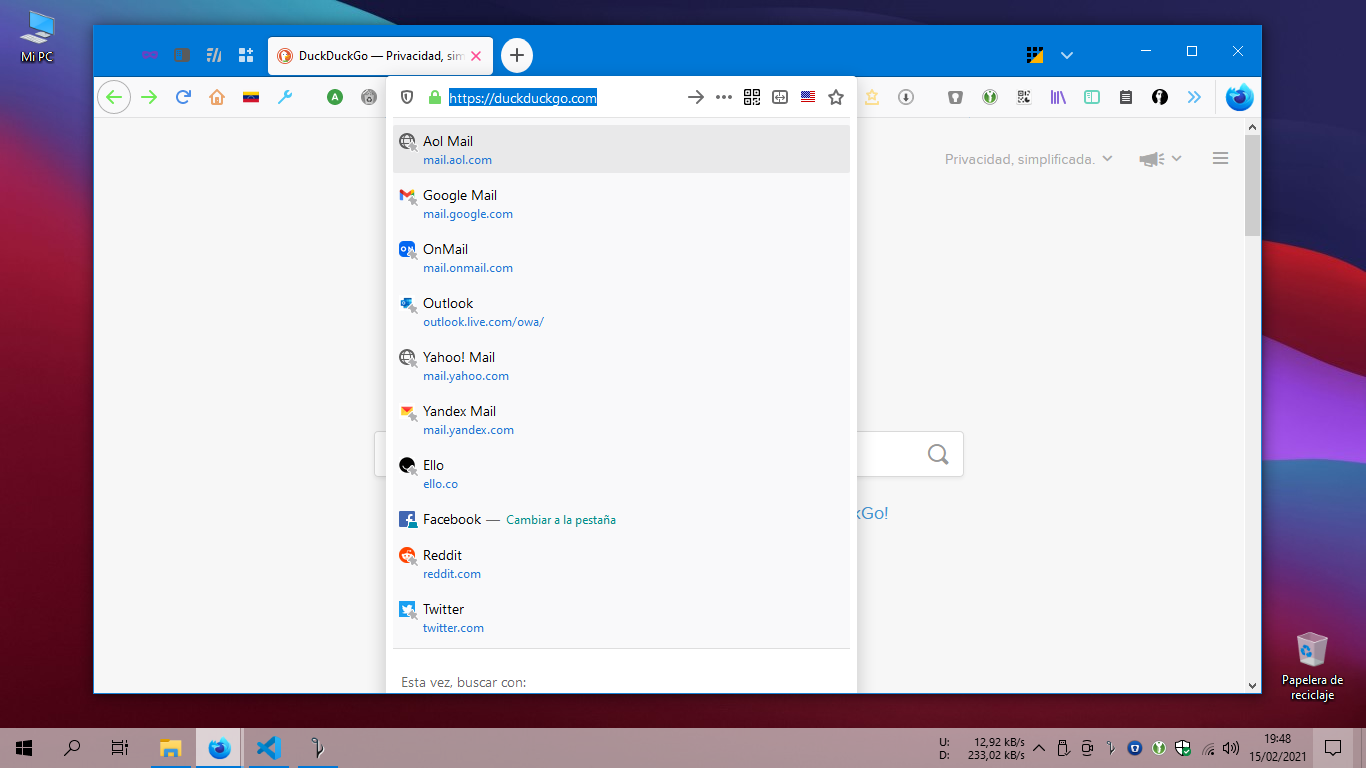 Mi PC
DuckDuckGo — Privacidad, sim
https://duckduckgo.com
Aol Mail
mail.aol.com
Google Mail
mail.google.com
OnMail
mail.onmail.com
Outlook
outlook.live.com/owa/
Yahoo! Mail
mail.yahoo.com
Yandex Mail
mail.yandex.com
Ello
ello.co
Facebook — Cambiar a la pestaña
Reddit
reddit.com
Twitter
twitter.com
Esta vez, buscar con:
Privacidad, simplificada.
kGo!
Papelera de
reciclaje
U: 12,92 kB/s
D: 233,02 kB/s
19:48
15/02/2021